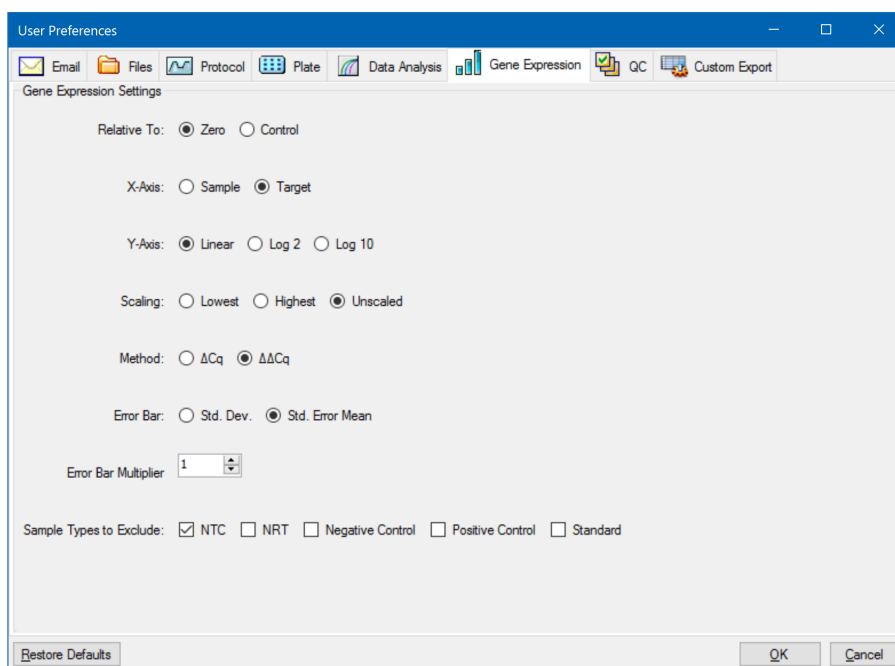 User Preferences
Email Files Protocol Plate Data Analysis Gene Expression QC Custom Export
Gene Expression Settings
Relative To: Zero Control
X-Axis: Sample Target
Y-Axis: Linear Log 2 Log 10
Scaling: Lowest Highest Unscaled
Method: ΔCq ΔΔCq
Error Bar: Std. Dev. Std. Error Mean
Error Bar Multiplier 1
Sample Types to Exclude: NTC NRT Negative Control Positive Control Standard
Restore Defaults OK Cancel